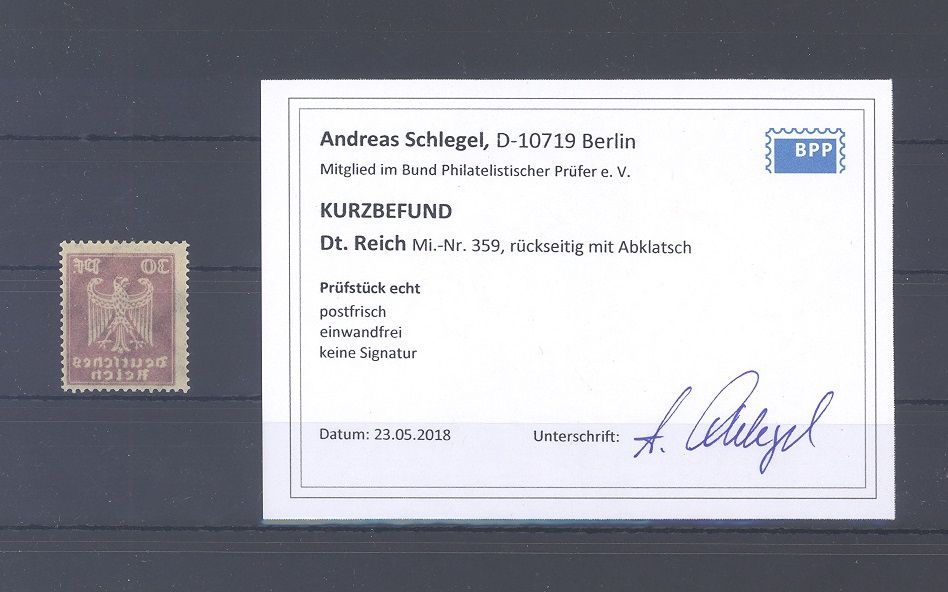 30 Pf
Deutsches
Reich
Andreas Schlegel, D-10719 Berlin
BPP
Mitglied im Bund Philatelistischer Prüfer e. V.
KURZBEFUND
Dt. Reich Mi.-Nr. 359, rückseitig mit Abklatsch
Prüfstück echt
postfrisch
einwandfrei
keine Signatur
Datum: 23.05.2018 Unterschrift: A. Schlegel